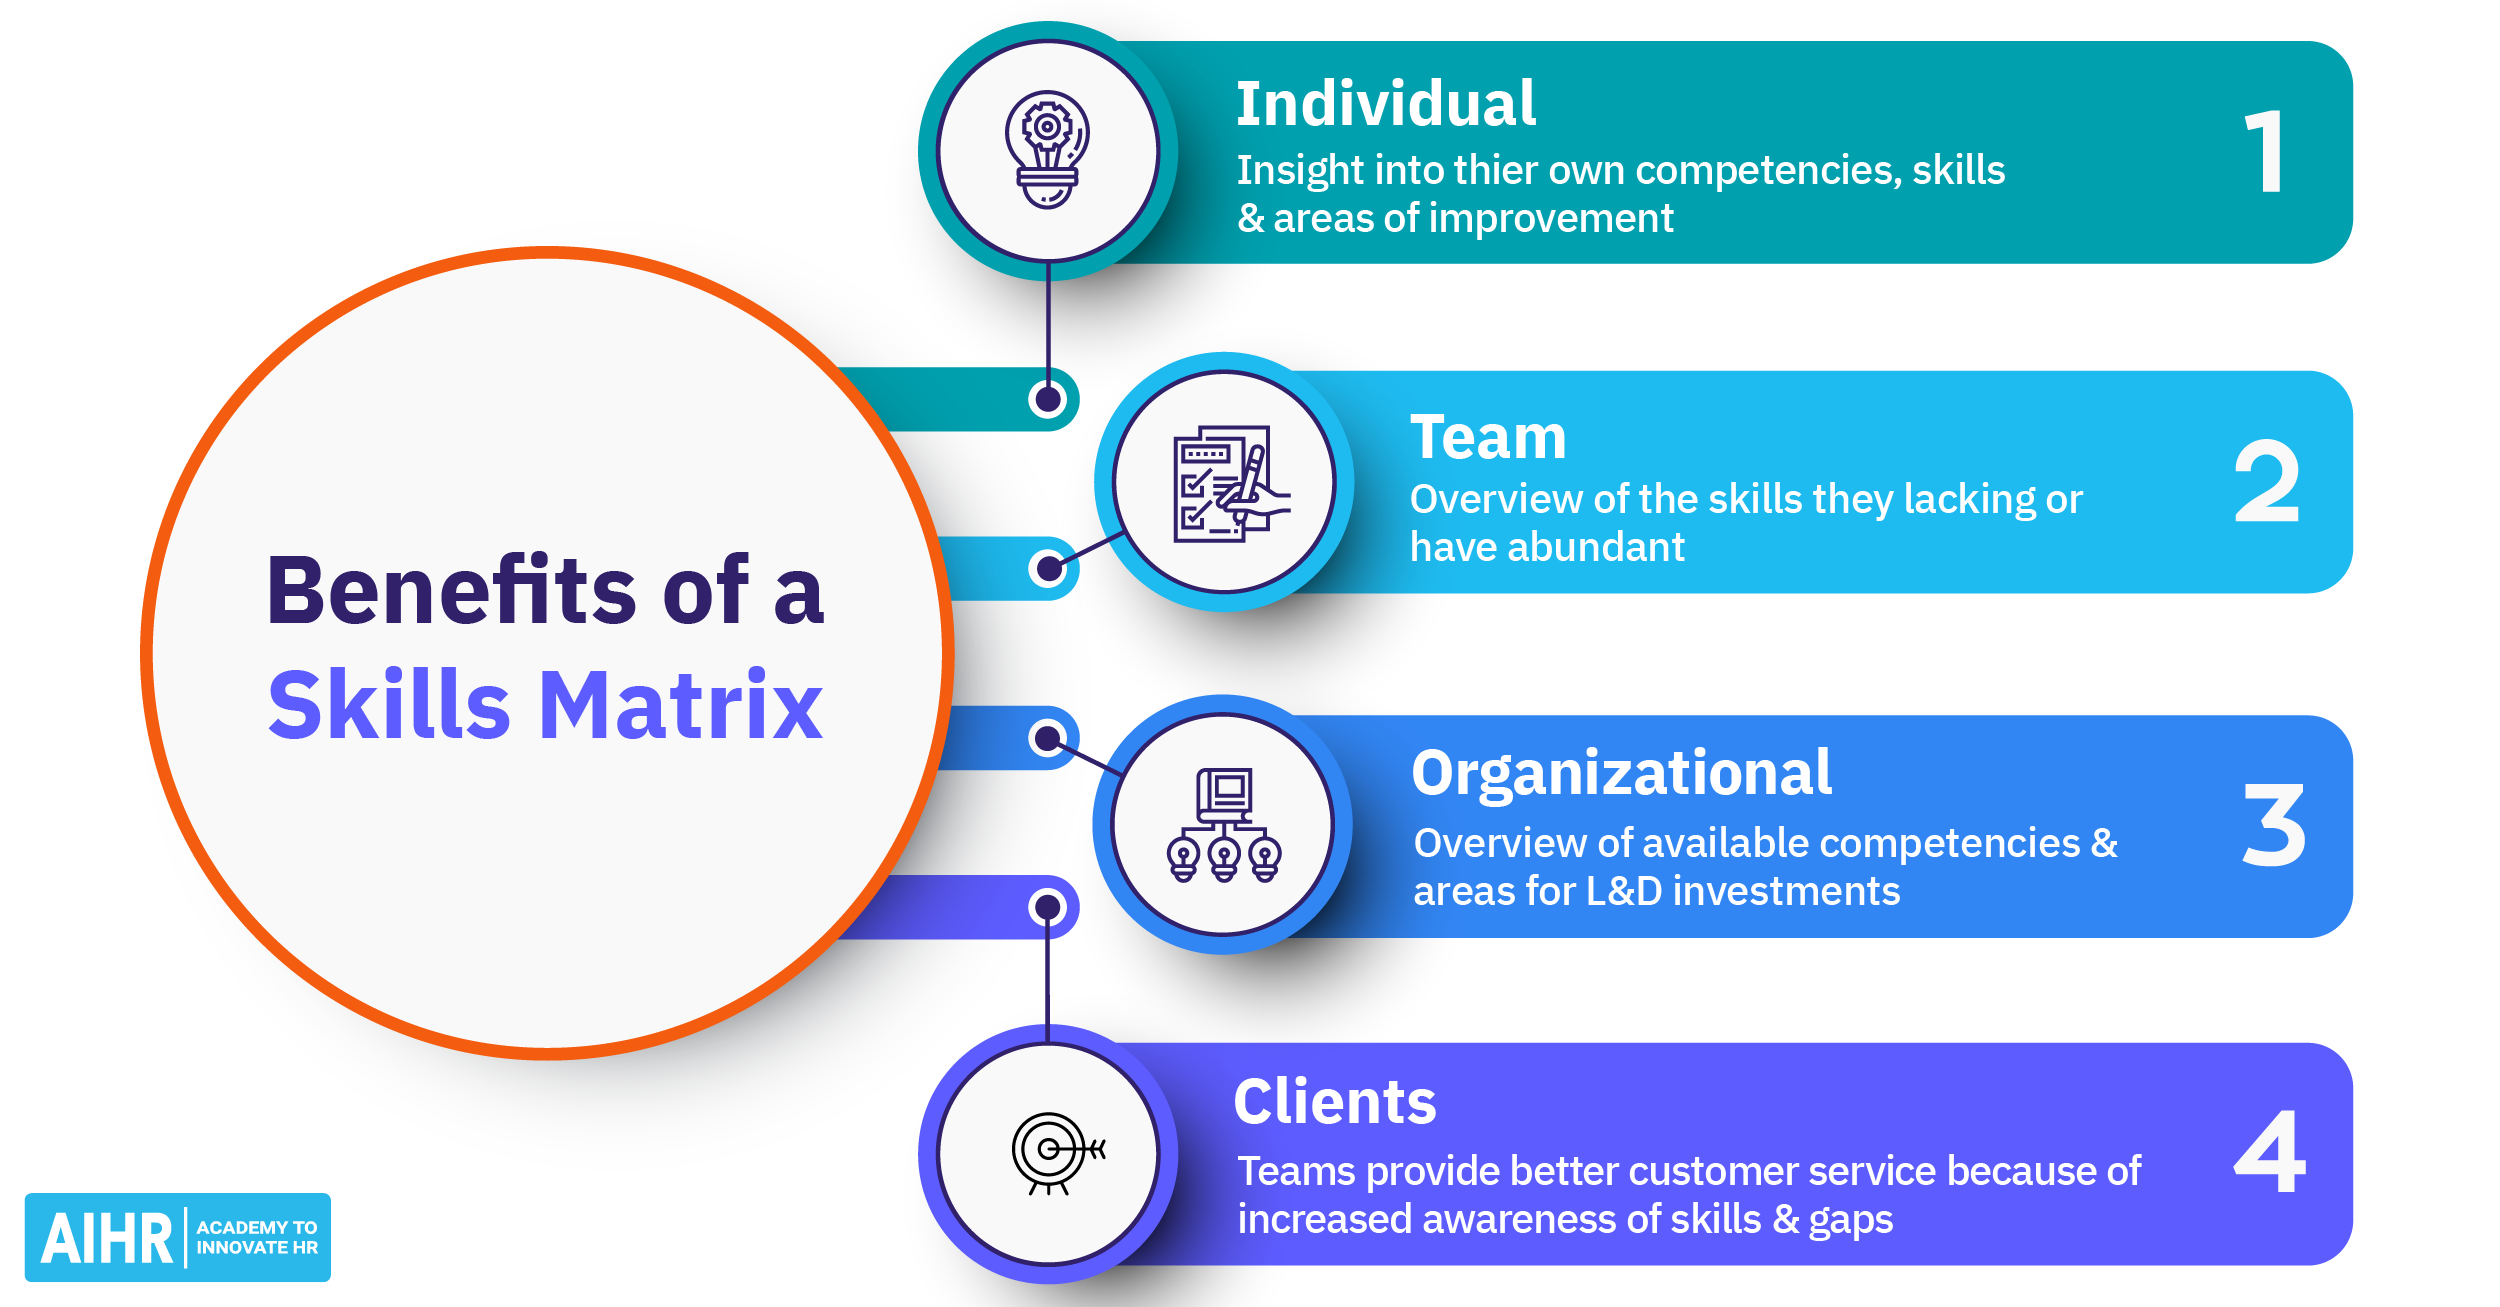 Benefits of a
Skills Matrix
Individual
Insight into thier own competencies, skills
& areas of improvement
1
Team
Overview of the skills they lacking or
have abundant
2
Organizational
Overview of available competencies &
areas for L&D investments
3
Clients
Teams provide better customer service because of
increased awareness of skills & gaps
4
AIHR
ACADEMY TO
INNOVATE HR